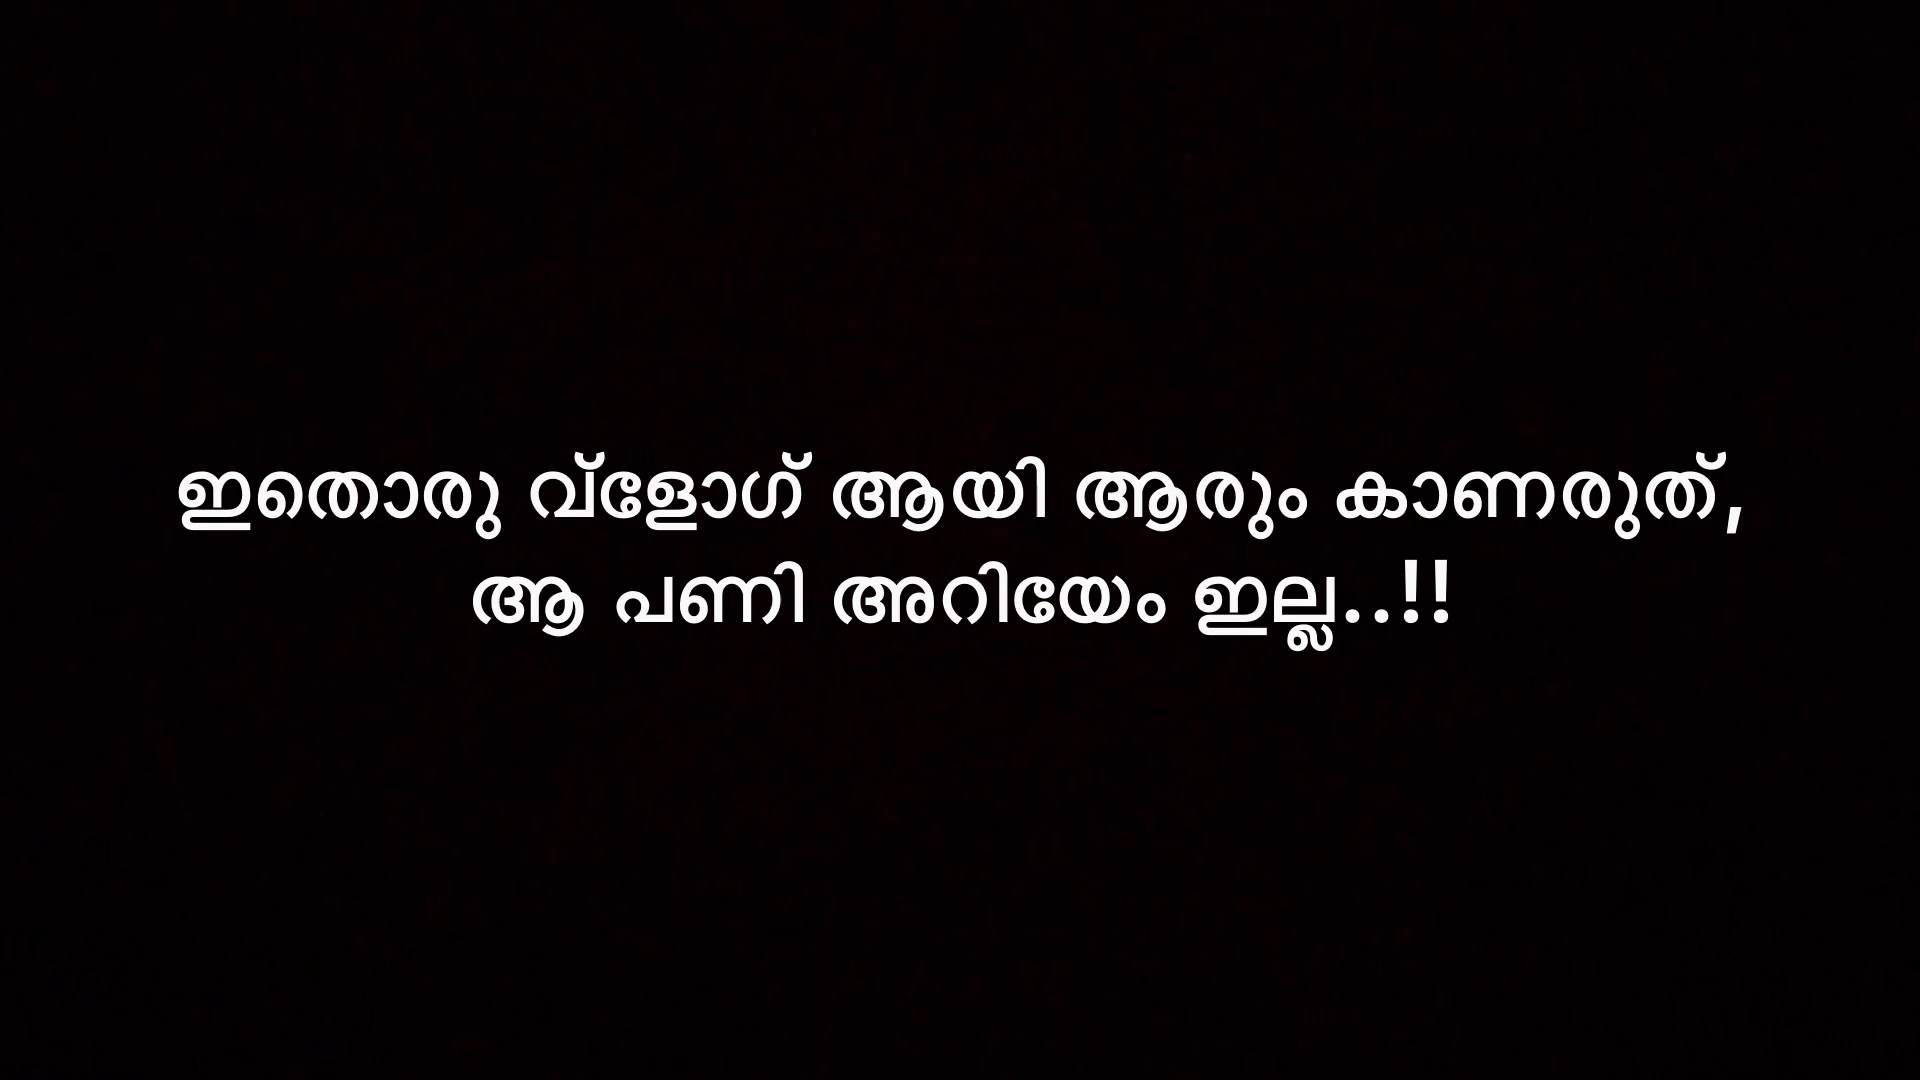 ഇതൊരു വ്ളോഗ് ആയി ആരും കാണരുത്,
ആ പണി അറിയേം ഇല്ല..!!